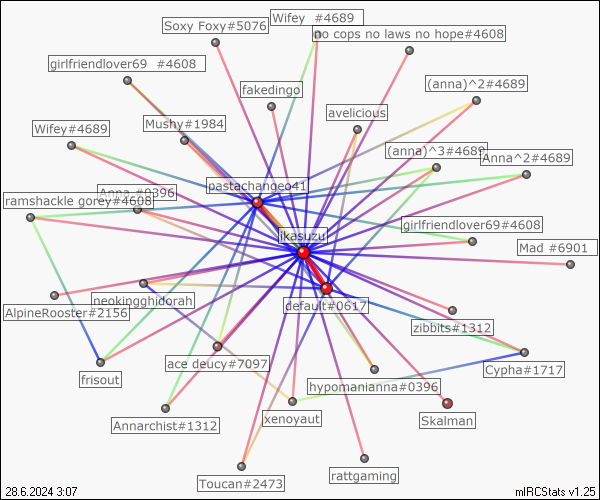 Wifey  #4689
Soxy Foxy#5076
no cops no laws no hope#4608
girlfriendlover69  #4608
(anna)^2#4689
fakedingo
avelicious
Wifey#4689
Mushy#1984
(anna)^3#4689
Anna^2#4689
pastachangeo41
Anna #0396
ramshackle gorey#4608
girlfriendlover69#4608
ikasuzu
Mad #6901
neokingghidorah
default#0617
AlpineRooster#2156
zibbits#1312
ace deucy#7097
Cypha#1717
frisout
hypomanianna#0396
Annarchist#1312
xenoyaut
Skalman
Toucan#2473
rattgaming
28.6.2024 3:07
mIRCStats v1.25